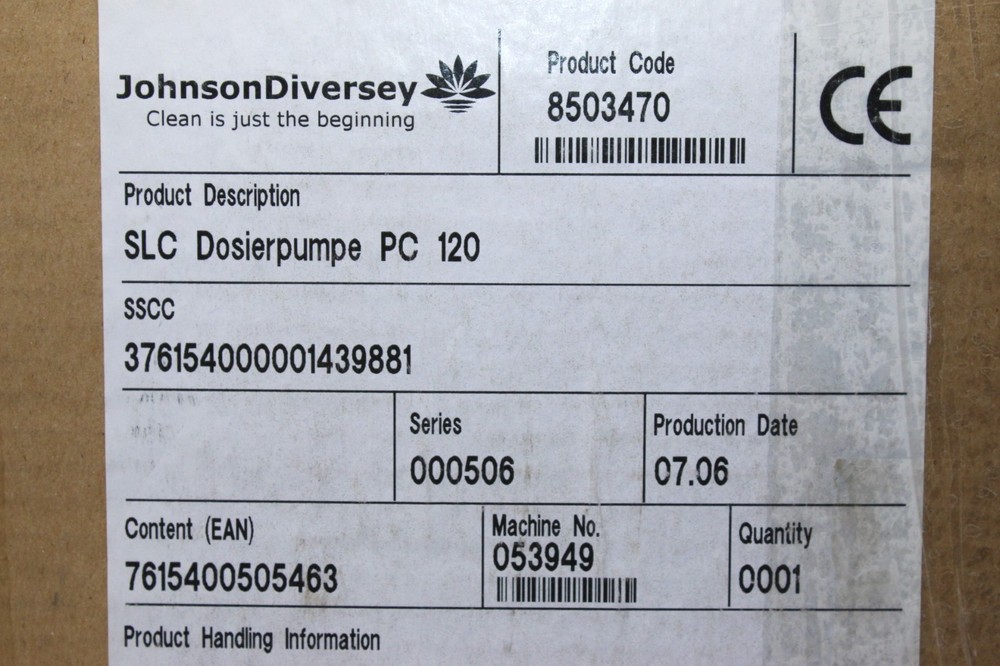 JohnsonDiversey
Clean is just the beginning
Product Code
8503470
CE
Product Description
SLC Dosierpumpe PC 120
SSCC
376154000001439881
Series
000506
Production Date
07.06
Content (EAN)
7615400505463
Machine No.
053949
Quantity
0001
Product Handling Information